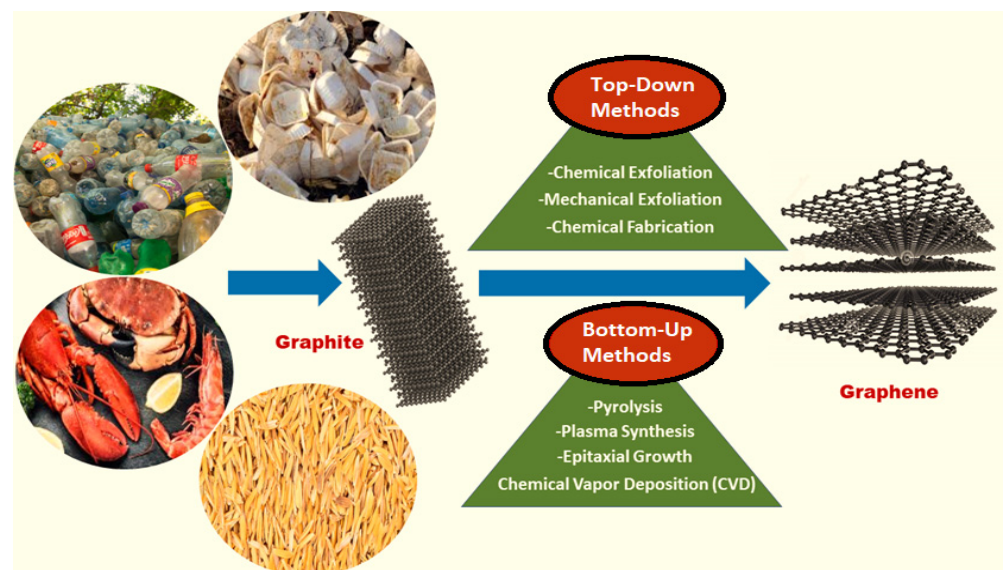 Top-Down
Methods
-Chemical Exfoliation
-Mechanical Exfoliation
-Chemical Fabrication
Graphite
Bottom-Up
Methods
-Pyrolysis
-Plasma Synthesis
-Epitaxial Growth
Chemical Vapor Deposition (CVD)
Graphene